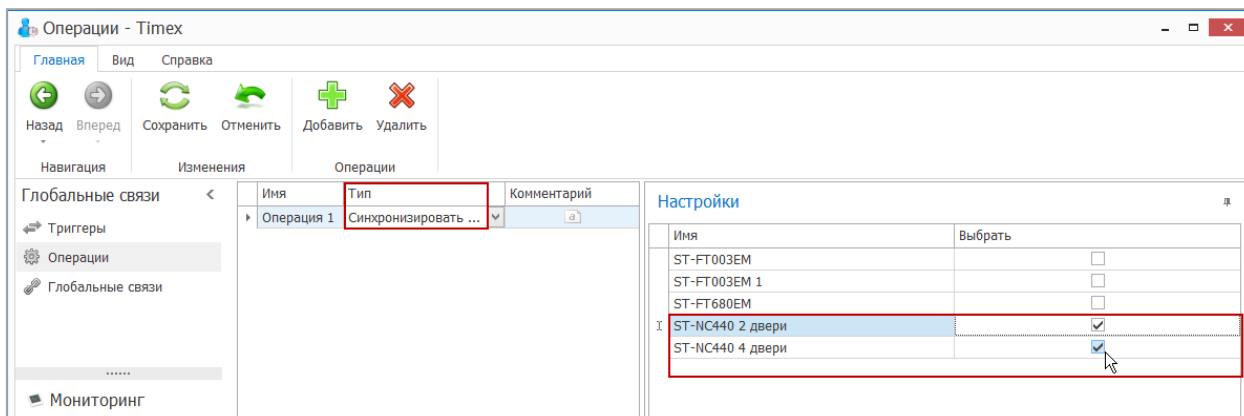 Операции - Timex
Главная Вид Справка
Назад Вперед Сохранить Отменить Добавить Удалить
Навигация Изменения Операции
Глобальные связи
Триггеры
Операции
Глобальные связи
Мониторинг
Имя Тип Комментарий
Операция 1 Синхронизировать ... a
Настройки
Имя Выбрать
ST-FT003EM
ST-FT003EM 1
ST-FT680EM
ST-NC440 2 двери
ST-NC440 4 двери